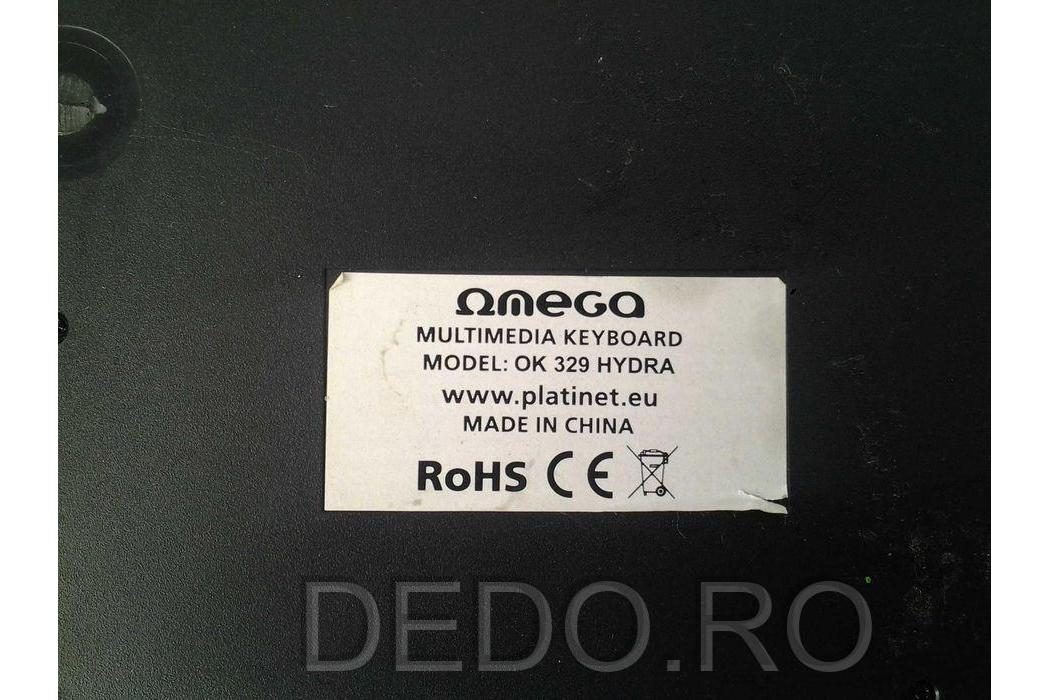 Ωmega
MULTIMEDIA KEYBOARD
MODEL: OK 329 HYDRA
www.platinet.eu
MADE IN CHINA
RoHS CE
DEDO.RO